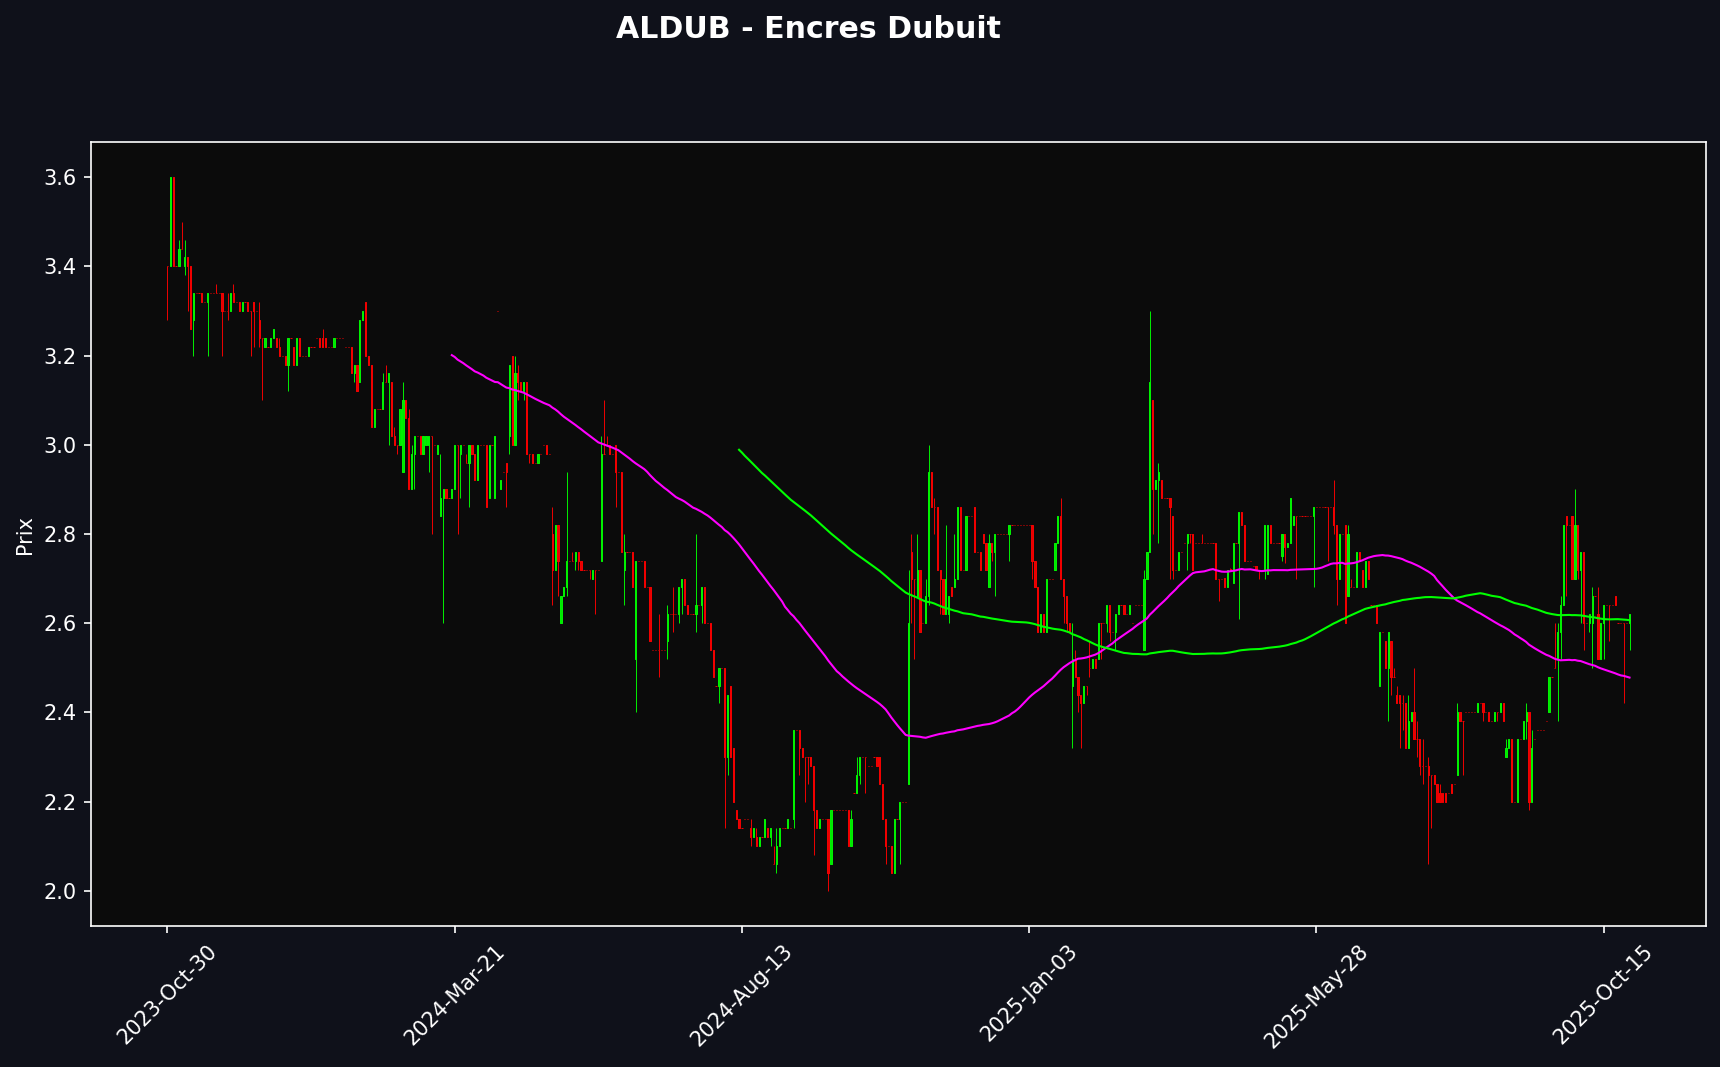 ALDUB - Encres Dubuit
Prix
3.6
3.4
3.2
3.0
2.8
2.6
2.4
2.2
2.0
2023-Oct-30
2024-Mar-21
2024-Aug-13
2025-Jan-03
2025-May-28
2025-Oct-15